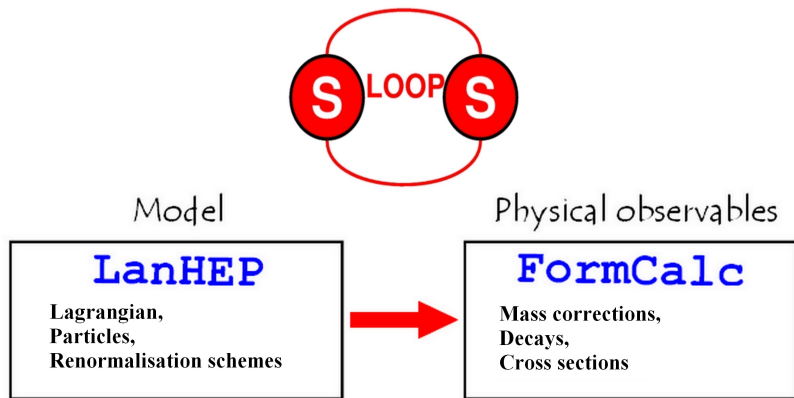 S LOOP S
Model
Physical observables
LanHEP
Lagrangian,
Particles,
Renormalisation schemes
FormCalc
Mass corrections,
Decays,
Cross sections